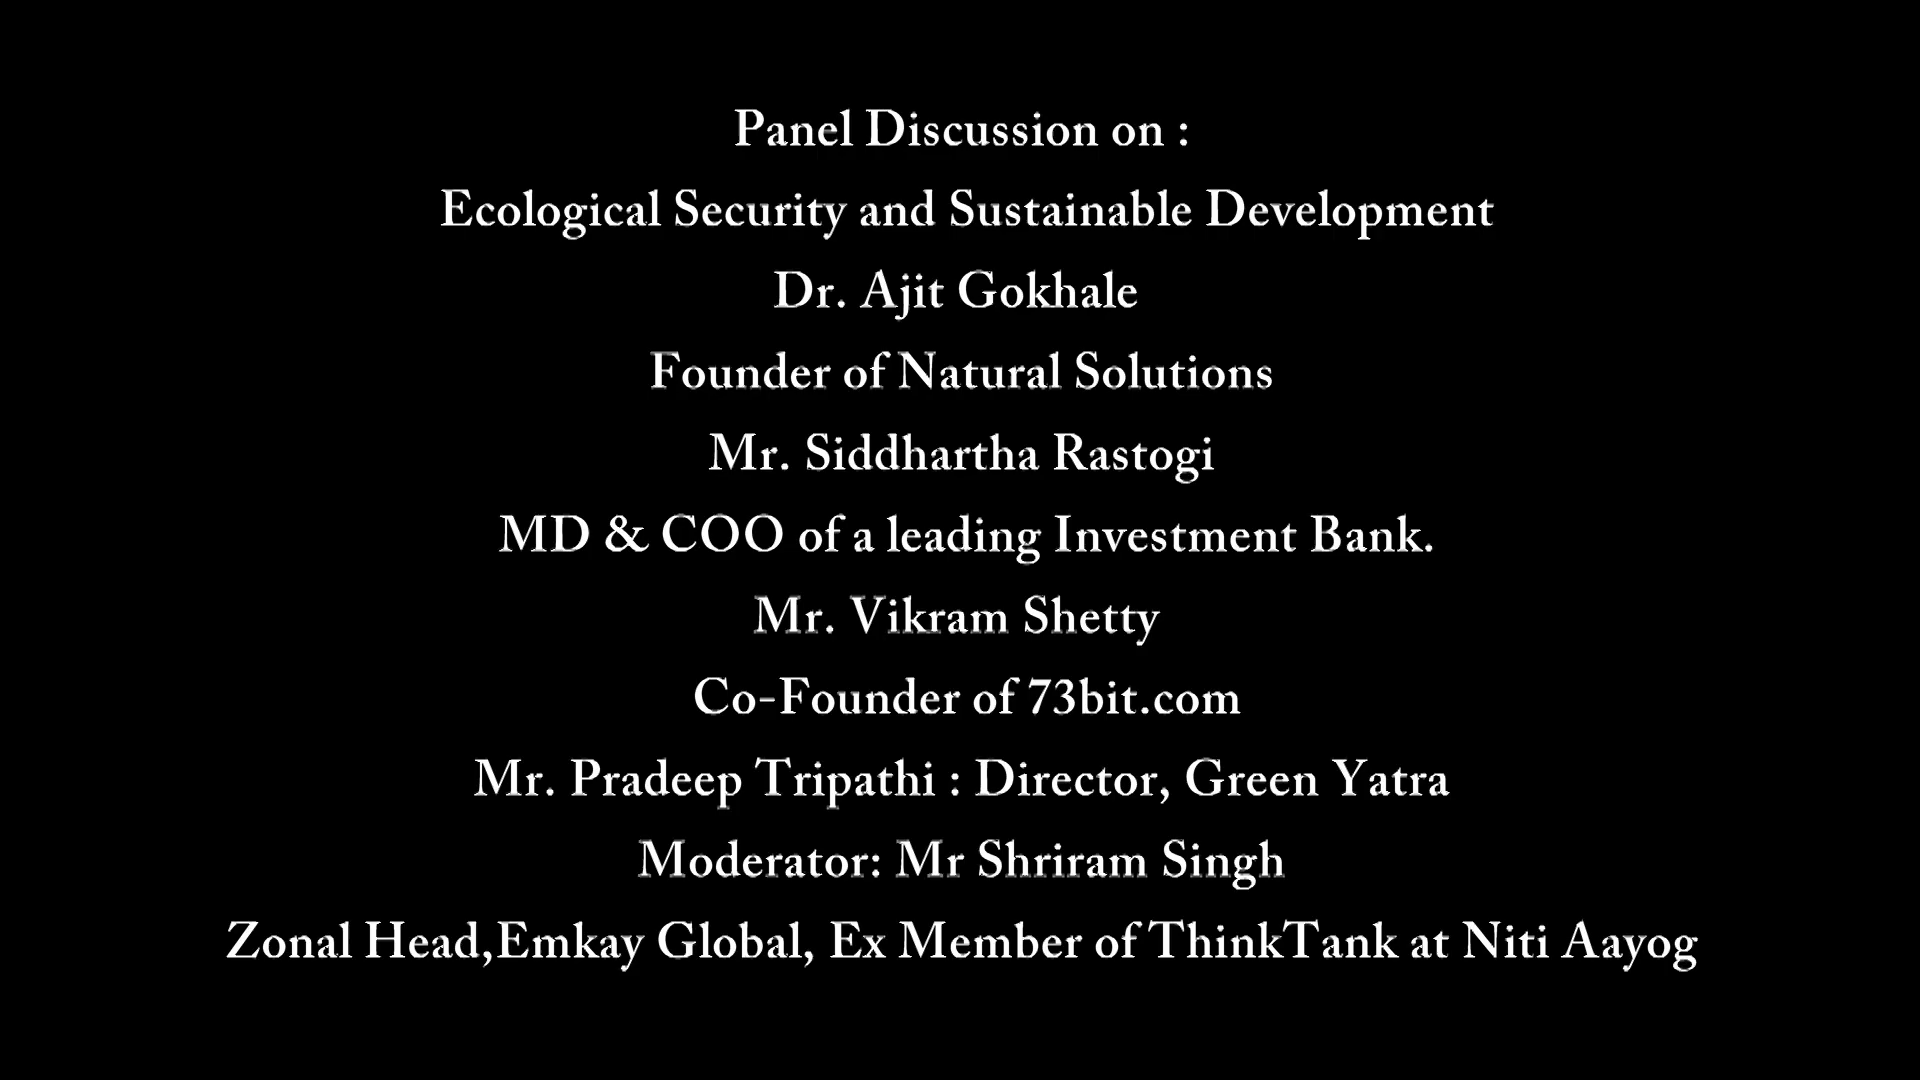 Panel Discussion on :
Ecological Security and Sustainable Development
Dr. Ajit Gokhale
Founder of Natural Solutions
Mr. Siddhartha Rastogi
MD & COO of a leading Investment Bank.
Mr. Vikram Shetty
Co-Founder of 73bit.com
Mr. Pradeep Tripathi : Director, Green Yatra
Moderator: Mr Shriram Singh
Zonal Head,Emkay Global, Ex Member of ThinkTank at Niti Aayog